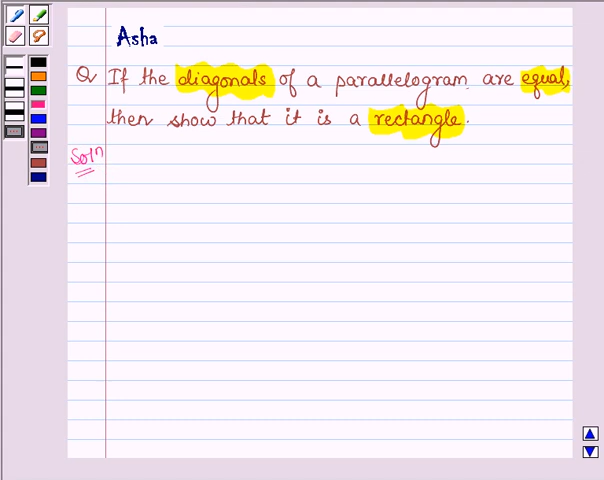 Asha
Q If the diagonals of a parallelogram are equal,
then show that it is a rectangle.
Soln